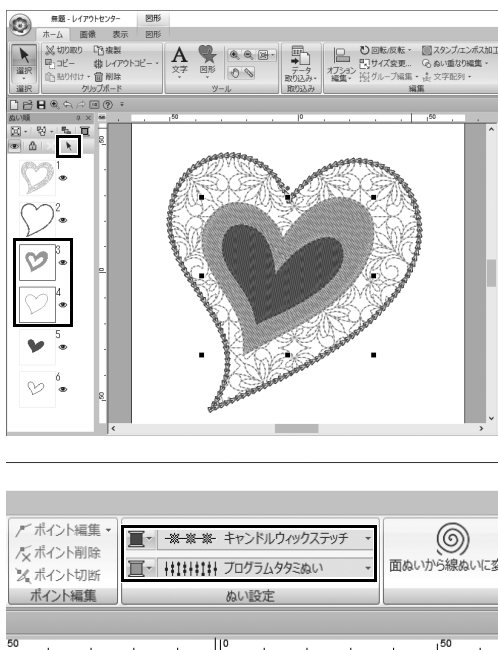 無題 - レイアウトセンター 図形
ホーム 画像 表示 図形
選択
切り取り 複製
コピー レイアウトコピー
貼り付け 削除
文字
図形
データ取り込み
オプション編集
回転/反転 スタンプ/エンボス加工
サイズ変更... ぬい重なり編集
グループ編集 文字配列
選択 クリップボード ツール 取り込み 編集
ぬい順
50 0 50
1
2
3
4
5
6
ポイント編集
ポイント削除
ポイント切断
ポイント編集
キャンドルウィックステッチ
プログラムタタミぬい
ぬい設定
面ぬいから線ぬいに変
50 0 50